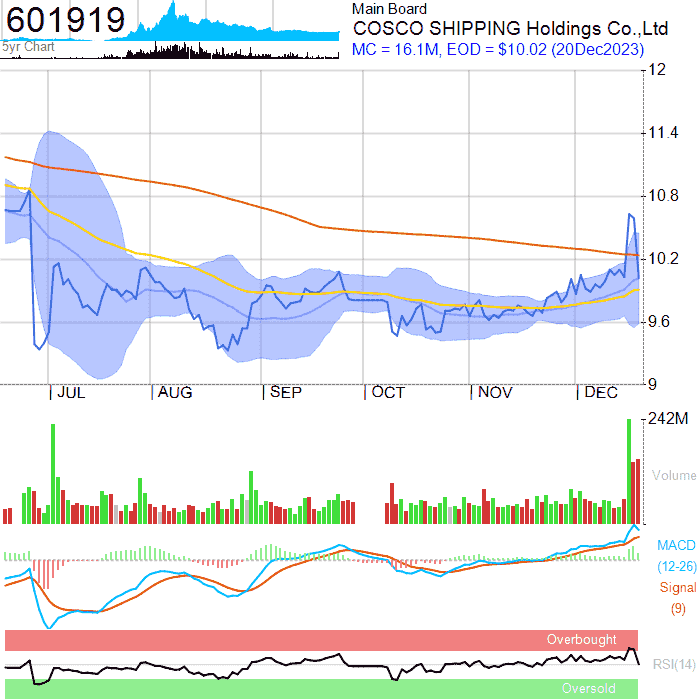 601919
5yr Chart
Main Board
COSCO SHIPPING Holdings Co.,Ltd
MC = 16.1M, EOD = $10.02 (20Dec2023)
12
11.4
10.8
10.2
9.6
9
JUL AUG SEP OCT NOV DEC
242M
Volume
MACD
(12-26)
Signal
(9)
Overbought
RSI(14)
Oversold